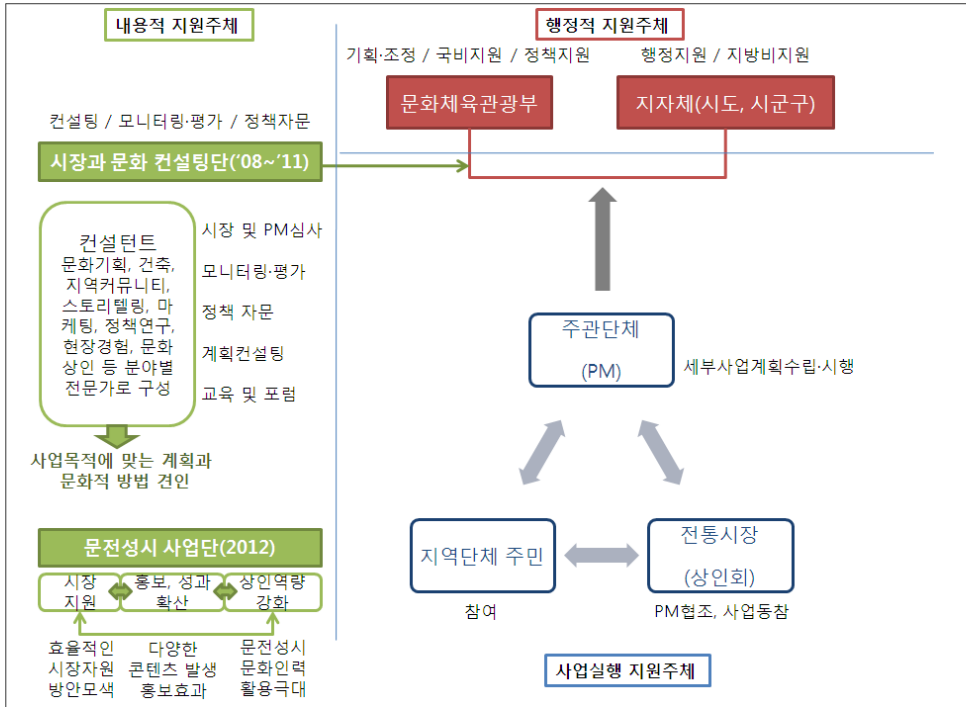 내용적 지원주체
행정적 지원주체
기획·조정 / 국비지원 / 정책지원
행정지원 / 지방비지원
문화체육관광부
지자체(시도, 시군구)
컨설팅 / 모니터링·평가 / 정책자문
시장과 문화 컨설팅단('08~'11)
컨설턴트
문화기획, 건축,
지역커뮤니티,
스토리텔링, 마
케팅, 정책연구,
현장경험, 문화
상인 등 분야별
전문가로 구성
시장 및 PM심사
모니터링·평가
정책 자문
계획컨설팅
교육 및 포럼
사업목적에 맞는 계획과
문화적 방법 견인
주관단체
(PM)
세부사업계획수립·시행
지역단체 주민
참여
전통시장
(상인회)
PM협조, 사업동참
사업실행 지원주체
문전성시 사업단(2012)
시장
지원
홍보, 성과
확산
상인역량
강화
효율적인
시장자원
방안모색
다양한
콘텐츠 발생
홍보효과
문전성시
문화인력
활용극대